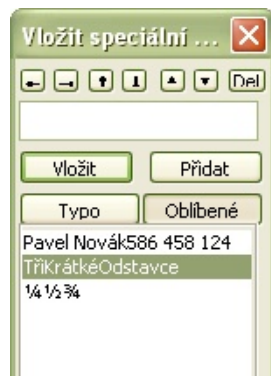 Vložit speciální ...
Del
Vložit Přidat
Typo Oblíbené
Pavel Novák586 458 124
TřiKrátkéOdstavce
¼½¾